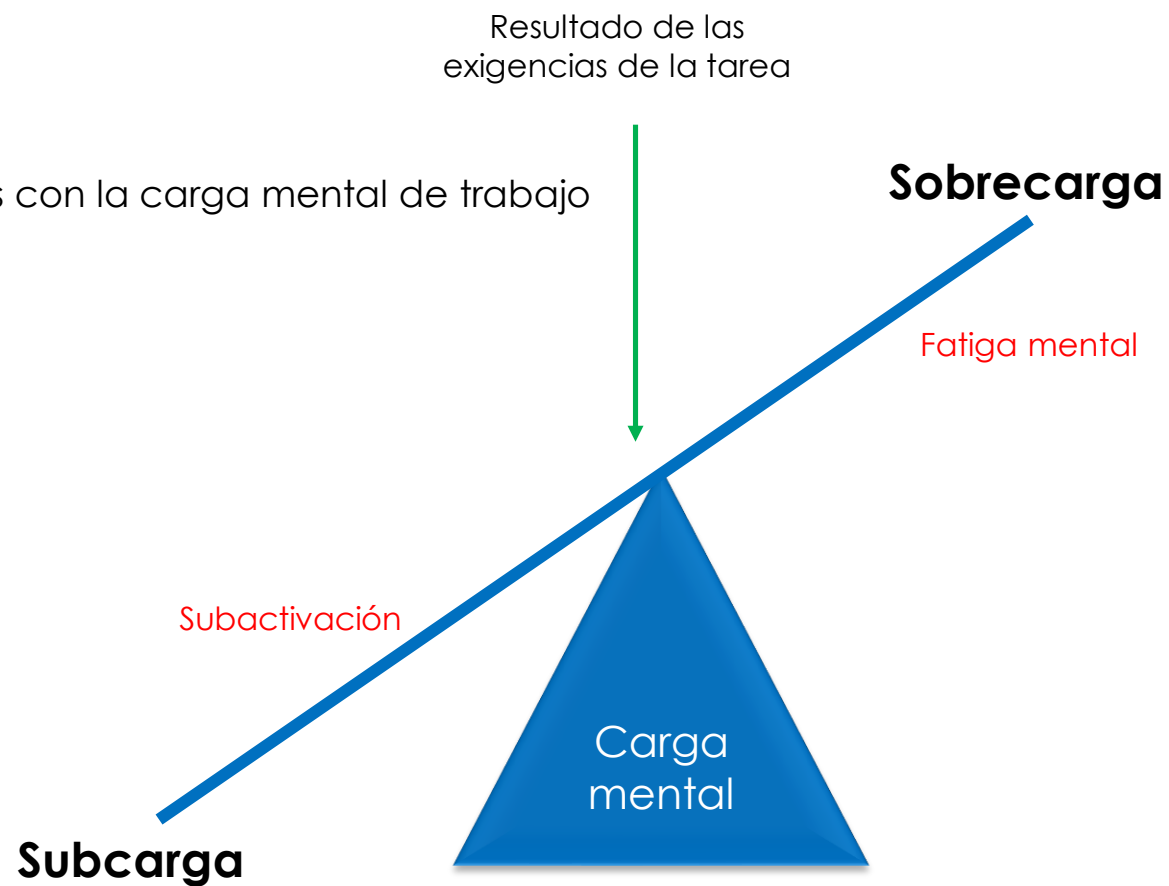 Resultado de las
exigencias de la tarea
s con la carga mental de trabajo
Sobrecarga
Fatiga mental
Subactivación
Carga
mental
Subcarga